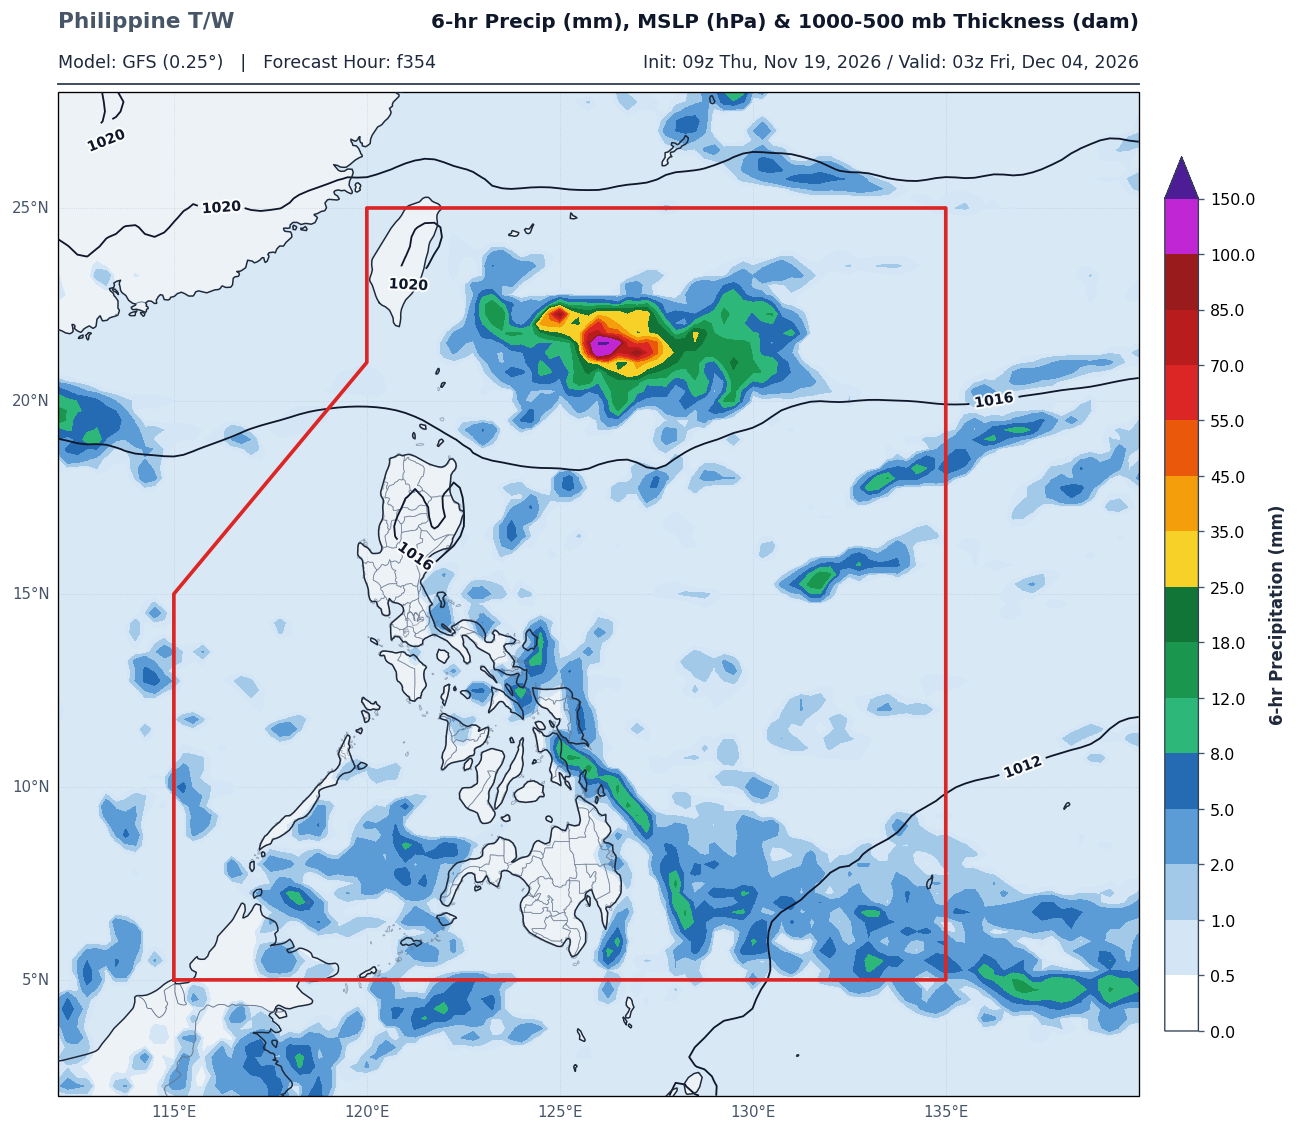 Philippine T/W
6-hr Precip (mm), MSLP (hPa) & 1000-500 mb Thickness (dam)
Model: GFS (0.25°) | Forecast Hour: f354
Init: 09z Thu, Nov 19, 2026 / Valid: 03z Fri, Dec 04, 2026
1020
1020
1020
1016
1016
1012
25°N
20°N
15°N
10°N
5°N
115°E
120°E
125°E
130°E
135°E
150.0
100.0
85.0
70.0
55.0
45.0
35.0
25.0
18.0
12.0
8.0
5.0
2.0
1.0
0.5
0.0
6-hr Precipitation (mm)